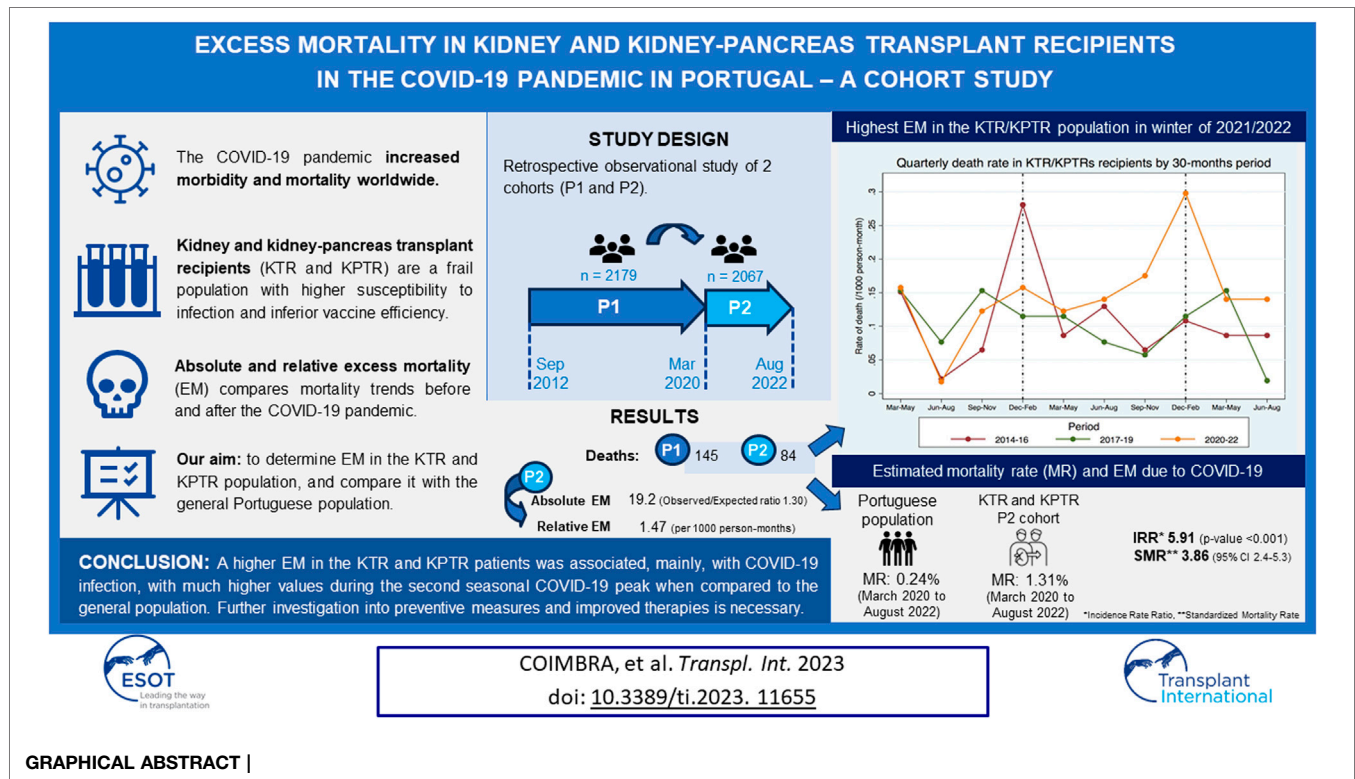 EXCESS MORTALITY IN KIDNEY AND KIDNEY-PANCREAS TRANSPLANT RECIPIENTS
IN THE COVID-19 PANDEMIC IN PORTUGAL – A COHORT STUDY
The COVID-19 pandemic increased
morbidity and mortality worldwide.
Kidney and kidney-pancreas transplant
recipients (KTR and KPTR) are a frail
population with higher susceptibility to
infection and inferior vaccine efficiency.
Absolute and relative excess mortality
(EM) compares mortality trends before
and after the COVID-19 pandemic.
Our aim: to determine EM in the KTR and
KPTR population, and compare it with the
general Portuguese population.
STUDY DESIGN
Retrospective observational study of 2
cohorts (P1 and P2).
n = 2179
n = 2067
P1
P2
Sep
2012
Mar
2020
Aug
2022
RESULTS
Deaths: P1 145 P2 84
P2
Absolute EM 19.2 (Observed/Expected ratio 1.30)
Relative EM 1.47 (per 1000 person-months)
Highest EM in the KTR/KPTR population in winter of 2021/2022
Quarterly death rate in KTR/KPTRs recipients by 30-months period
Rate of death (/1000 person-month)
.3
.25
.2
.15
.1
.05
0
Mar-May Jun-Aug Sep-Nov Dec-Feb Mar-May Jun-Aug Sep-Nov Dec-Feb Mar-May Jun-Aug
Period
2014-16 2017-19 2020-22
Estimated mortality rate (MR) and EM due to COVID-19
Portuguese
population
MR: 0.24%
(March 2020 to
August 2022)
KTR and KPTR
P2 cohort
MR: 1.31%
(March 2020 to
August 2022)
IRR* 5.91 (p-value <0.001)
SMR** 3.86 (95% CI 2.4-5.3)
*Incidence Rate Ratio, **Standardized Mortality Rate
CONCLUSION: A higher EM in the KTR and KPTR patients was associated, mainly, with COVID-19
infection, with much higher values during the second seasonal COVID-19 peak when compared to the
general population. Further investigation into preventive measures and improved therapies is necessary.
ESOT
Leading the way
in transplantation
COIMBRA, et al. Transpl. Int. 2023
doi: 10.3389/ti.2023. 11655
Transplant
International
GRAPHICAL ABSTRACT |